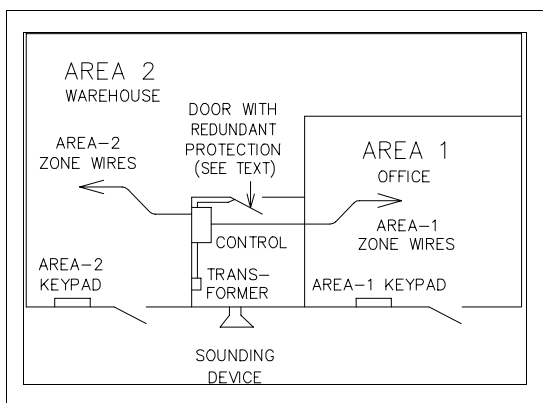 AREA 2
WAREHOUSE
DOOR WITH
REDUNDANT
PROTECTION
(SEE TEXT)
AREA-2
ZONE WIRES
AREA 1
OFFICE
AREA-1
ZONE WIRES
CONTROL
AREA-2
KEYPAD
TRANS-
FORMER
AREA-1 KEYPAD
SOUNDING
DEVICE